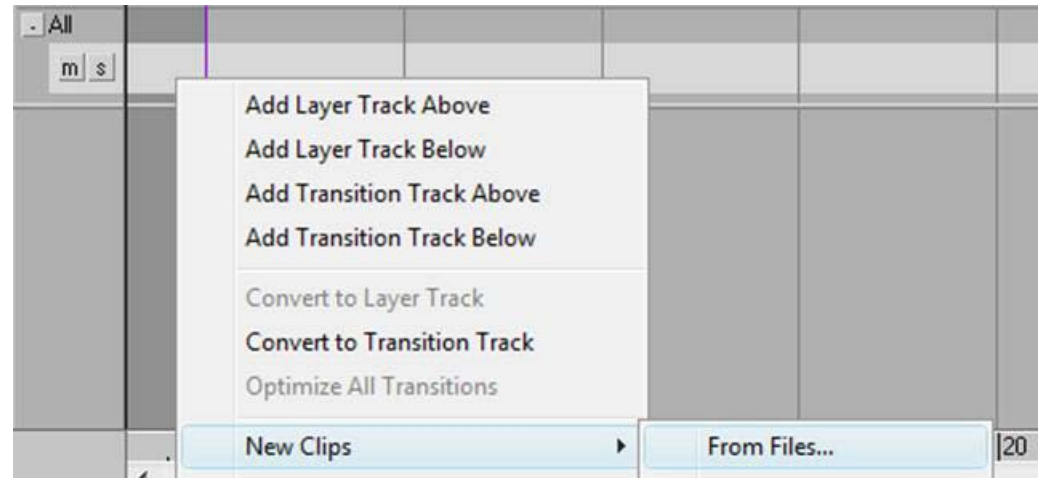 - All
m s
Add Layer Track Above
Add Layer Track Below
Add Transition Track Above
Add Transition Track Below
Convert to Layer Track
Convert to Transition Track
Optimize All Transitions
New Clips
From Files...
20